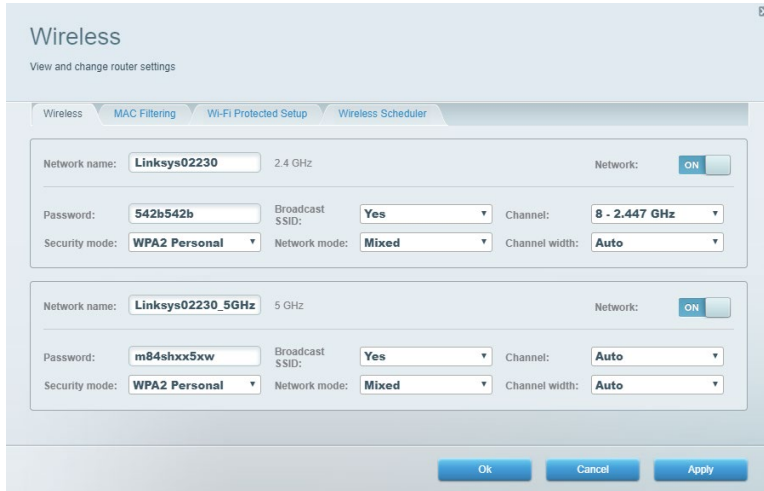 Wireless
View and change router settings
Wireless MAC Filtering Wi-Fi Protected Setup Wireless Scheduler
Network name: Linksys02230 2.4 GHz Network: ON
Password: 542b542b Broadcast SSID: Yes Channel: 8 - 2.447 GHz
Security mode: WPA2 Personal Network mode: Mixed Channel width: Auto
Network name: Linksys02230_5GHz 5 GHz Network: ON
Password: m84shxx5xw Broadcast SSID: Yes Channel: Auto
Security mode: WPA2 Personal Network mode: Mixed Channel width: Auto
Ok Cancel Apply